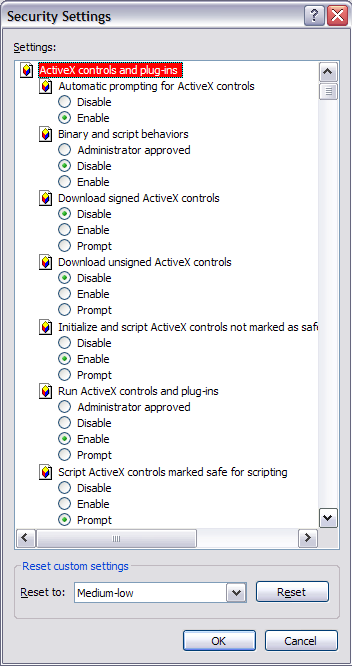 Security Settings
Settings:
ActiveX controls and plug-ins
Automatic prompting for ActiveX controls
Disable
Enable
Binary and script behaviors
Administrator approved
Disable
Enable
Download signed ActiveX controls
Disable
Enable
Prompt
Download unsigned ActiveX controls
Disable
Enable
Prompt
Initialize and script ActiveX controls not marked as safe
Disable
Enable
Prompt
Run ActiveX controls and plug-ins
Administrator approved
Disable
Enable
Prompt
Script ActiveX controls marked safe for scripting
Disable
Enable
Prompt
Reset custom settings
Reset to: Medium-low Reset
OK Cancel